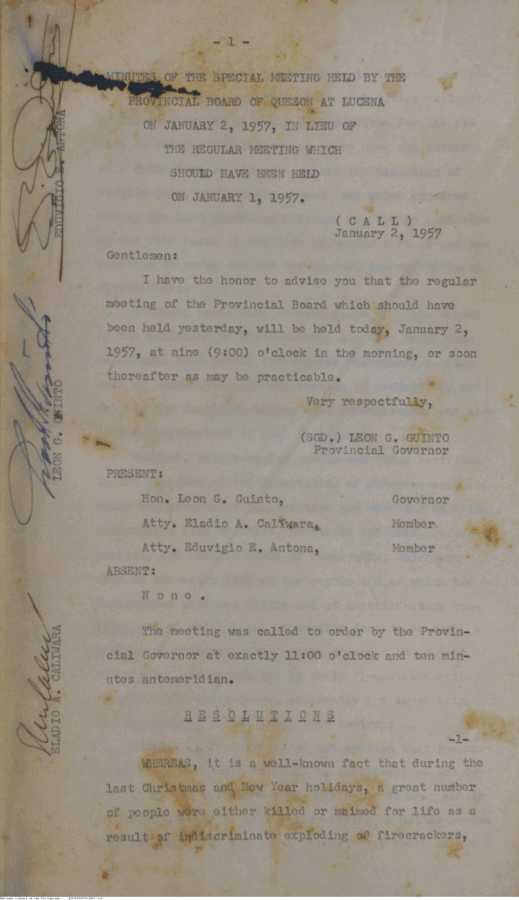 - 1 -
MINUTES OF THE SPECIAL MEETING HELD BY THE
PROVINCIAL BOARD OF QUEZON AT LUCENA
ON JANUARY 2, 1957, IN LIEU OF
THE REGULAR MEETING WHICH
SHOULD HAVE BEEN HELD
ON JANUARY 1, 1957.
( C A L L )
January 2, 1957
Gentlemen:
I have the honor to advise you that the regular
meeting of the Provincial Board which should have
been held yesterday, will be held today, January 2,
1957, at nine (9:00) o'clock in the morning, or soon
thereafter as may be practicable.
Very respectfully,
(SGD.) LEON G. GUINTO
Provincial Governor
PRESENT:
Hon. Leon G. Guinto, Governor
Atty. Eladio A. Caliwara, Member
Atty. Eduvigio E. Antona, Member
ABSENT:
N o n e .
The meeting was called to order by the Provin-
cial Governor at exactly 11:00 o'clock and ten min-
utes antemeridian.
R E S O L U T I O N S
-1-
WHEREAS, it is a well-known fact that during the
last Christmas and New Year holidays, a great number
of people were either killed or maimed for life as a
result of indiscriminate exploding of firecrackers,
EDUVIGIO E. ANTONA
LEON G. GUINTO
ELADIO A. CALIWARA